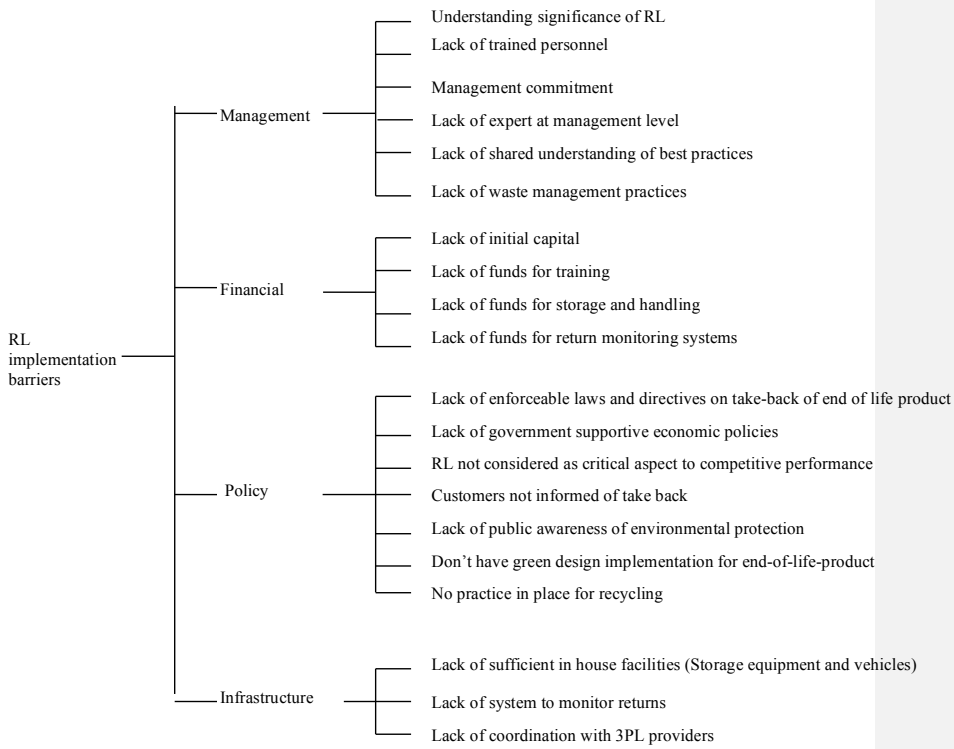 RL
implementation
barriers
Management
Understanding significance of RL
Lack of trained personnel
Management commitment
Lack of expert at management level
Lack of shared understanding of best practices
Lack of waste management practices
Financial
Lack of initial capital
Lack of funds for training
Lack of funds for storage and handling
Lack of funds for return monitoring systems
Policy
Lack of enforceable laws and directives on take-back of end of life product
Lack of government supportive economic policies
RL not considered as critical aspect to competitive performance
Customers not informed of take back
Lack of public awareness of environmental protection
Don’t have green design implementation for end-of-life-product
No practice in place for recycling
Infrastructure
Lack of sufficient in house facilities (Storage equipment and vehicles)
Lack of system to monitor returns
Lack of coordination with 3PL providers